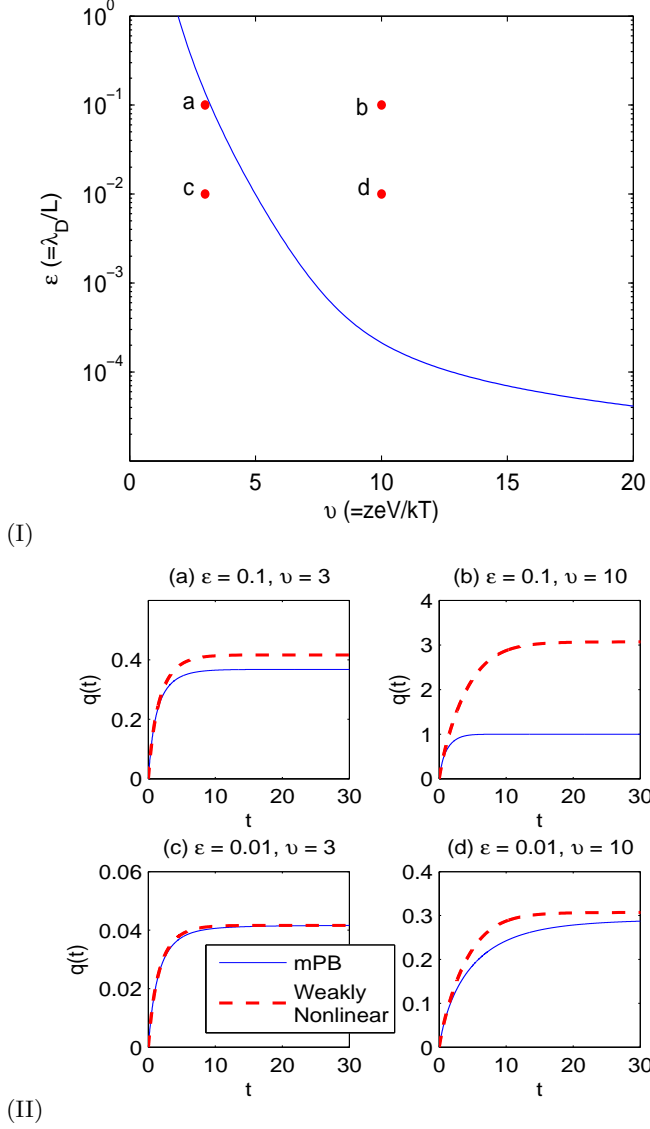 10^0
10^-1
10^-2
10^-3
10^-4
ε (=λ_D/L)
a
b
c
d
0 5 10 15 20
υ (=zeV/kT)
(I)
(a) ε = 0.1, υ = 3
q(t)
0.4
0.2
0
0 10 20 30
t
(b) ε = 0.1, υ = 10
q(t)
4
3
2
1
0
0 10 20 30
t
(c) ε = 0.01, υ = 3
q(t)
0.06
0.04
0.02
0
0 10 20 30
t
(d) ε = 0.01, υ = 10
q(t)
0.4
0.3
0.2
0.1
0
0 10 20 30
t
mPB
Weakly
Nonlinear
(II)